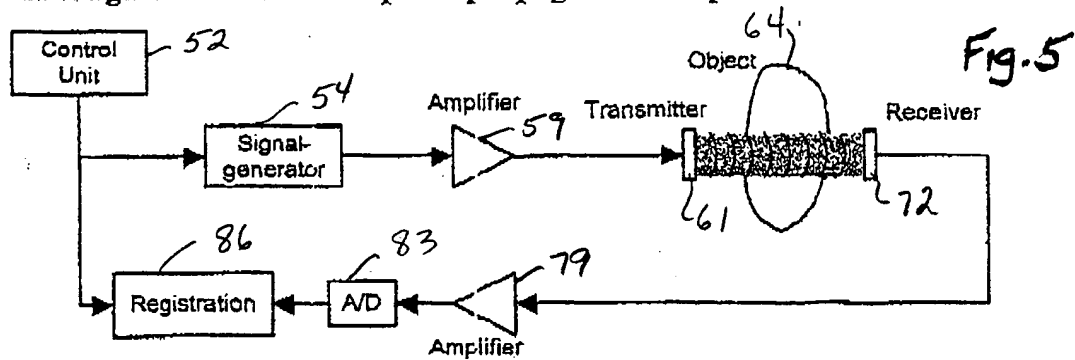 Control
Unit
52
54
Signal-
generator
Amplifier
59
Transmitter
64
Object
Receiver
Fig. 5
61
72
86
Registration
83
A/D
79
Amplifier